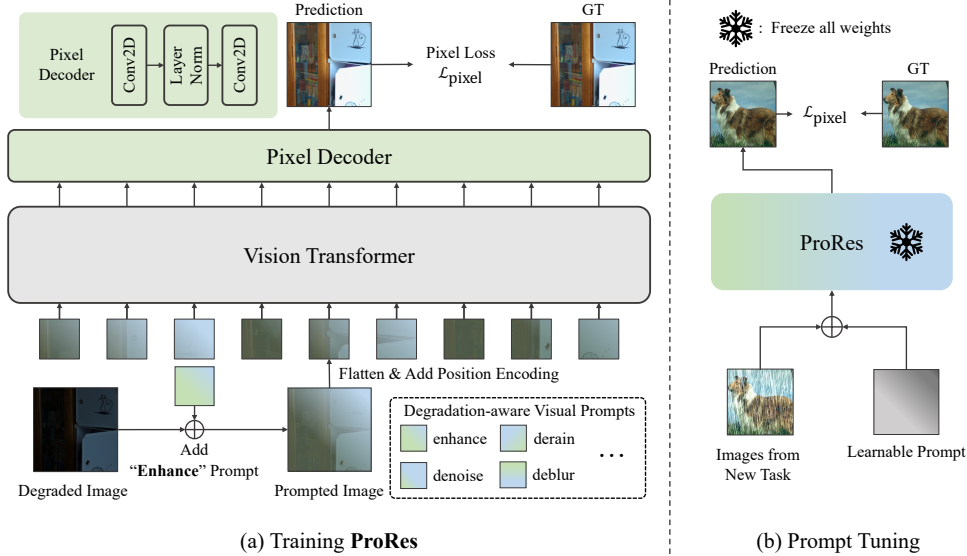 Pixel
Decoder
Conv2D
Layer
Norm
Conv2D
Prediction
Pixel Loss
ℒpixel
GT
Pixel Decoder
Vision Transformer
Flatten & Add Position Encoding
Add
“Enhance” Prompt
Degraded Image
Prompted Image
Degradation-aware Visual Prompts
enhance
derain
denoise
deblur
...
(a) Training ProRes
: Freeze all weights
Prediction
ℒpixel
GT
ProRes
Images from
New Task
Learnable Prompt
(b) Prompt Tuning